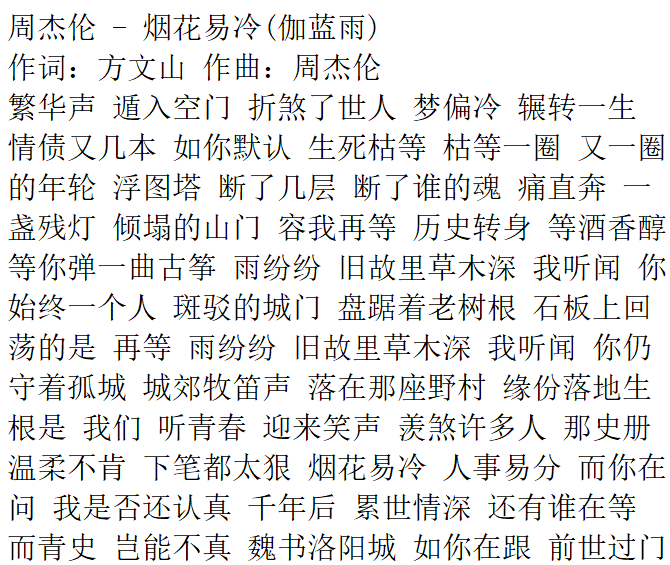 周杰伦 - 烟花易冷(伽蓝雨)
作词：方文山 作曲：周杰伦
繁华声 遁入空门 折煞了世人 梦偏冷 辗转一生
情债又几本 如你默认 生死枯等 枯等一圈 又一圈
的年轮 浮图塔 断了几层 断了谁的魂 痛直奔 一
盏残灯 倾塌的山门 容我再等 历史转身 等酒香醇
等你弹一曲古筝 雨纷纷 旧故里草木深 我听闻 你
始终一个人 斑驳的城门 盘踞着老树根 石板上回
荡的是 再等 雨纷纷 旧故里草木深 我听闻 你仍
守着孤城 城郊牧笛声 落在那座野村 缘份落地生
根是 我们 听青春 迎来笑声 羡煞许多人 那史册
温柔不肯 下笔都太狠 烟花易冷 人事易分 而你在
问 我是否还认真 千年后 累世情深 还有谁在等
而青史 岂能不真 魏书洛阳城 如你在跟 前世过门